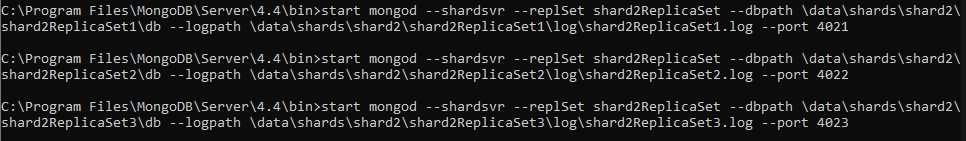 C:\Program Files\MongoDB\Server\4.4\bin>start mongod --shardsvr --replSet shard2ReplicaSet --dbpath \data\shards\shard2\
shard2ReplicaSet1\db --logpath \data\shards\shard2\shard2ReplicaSet1\log\shard2ReplicaSet1.log --port 4021
C:\Program Files\MongoDB\Server\4.4\bin>start mongod --shardsvr --replSet shard2ReplicaSet --dbpath \data\shards\shard2\
shard2ReplicaSet2\db --logpath \data\shards\shard2\shard2ReplicaSet2\log\shard2ReplicaSet2.log --port 4022
C:\Program Files\MongoDB\Server\4.4\bin>start mongod --shardsvr --replSet shard2ReplicaSet --dbpath \data\shards\shard2\
shard2ReplicaSet3\db --logpath \data\shards\shard2\shard2ReplicaSet3\log\shard2ReplicaSet3.log --port 4023